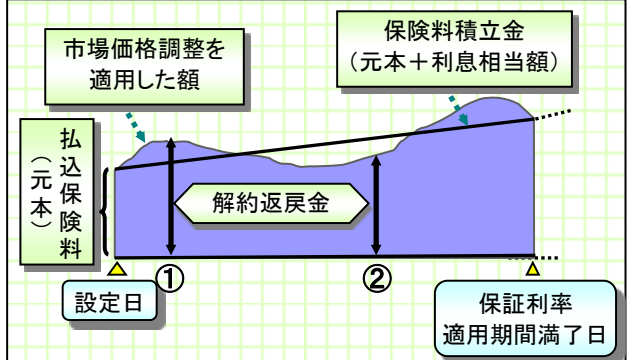 市場価格調整を
適用した額
保険料積立金
（元本＋利息相当額）
払込保険料
（元本）
解約返戻金
①
②
設定日
保証利率
適用期間満了日